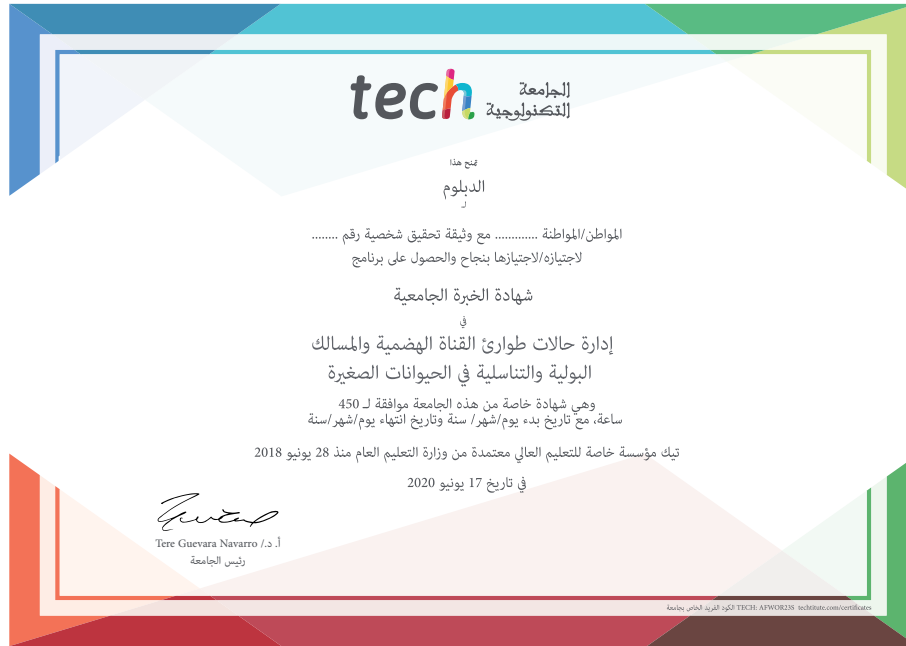 tech الجامعة
التكنولوجية
تمنح هذا
الدبلوم
لـ
المواطن/المواطنة ............. مع وثيقة تحقيق شخصية رقم ........
لاجتيازه/لاجتيازها بنجاح والحصول على برنامج
شهادة الخبرة الجامعية
في
إدارة حالات طوارئ القناة الهضمية والمسالك
البولية والتناسلية في الحيوانات الصغيرة
وهي شهادة خاصة من هذه الجامعة موافقة لـ 450
ساعة، مع تاريخ بدء يوم/شهر/ سنة وتاريخ انتهاء يوم/شهر/سنة
تيك مؤسسة خاصة للتعليم العالي معتمدة من وزارة التعليم العام منذ 28 يونيو 2018
في تاريخ 17 يونيو 2020
أ. د./ Tere Guevara Navarro
رئيس الجامعة
الكود الفريد الخاص بجامعة TECH: AFWOR23S techtitute.com/certificates